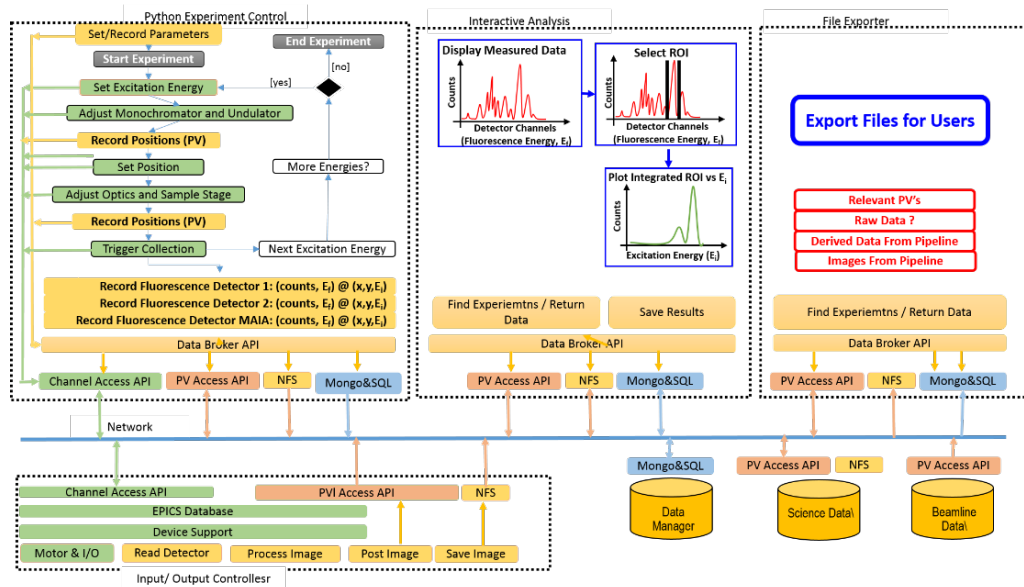 Python Experiment Control
Set/Record Parameters
Start Experiment
End Experiment
[no]
[yes]
Set Excitation Energy
Adjust Monochromator and Undulator
Record Positions (PV)
Set Position
More Energies?
Adjust Optics and Sample Stage
Record Positions (PV)
Trigger Collection
Next Excitation Energy
Record Fluorescence Detector 1: (counts, Ef) @ (x,y,Ei)
Record Fluorescence Detector 2: (counts, Ef) @ (x,y,Ei)
Record Fluorescence Detector MAIA: (counts, Ef) @ (x,y,Ei)
Data Broker API
Channel Access API
PV Access API
NFS
Mongo&SQL
Interactive Analysis
Display Measured Data
Counts
Detector Channels
(Fluorescence Energy, Ef)
Select ROI
Counts
Detector Channels
(Fluorescence Energy, Ef)
Plot Integrated ROI vs Ei
Counts
Excitation Energy (Ei)
Find Experiemtns / Return
Data
Save Results
Data Broker API
PV Access API
NFS
Mongo&SQL
File Exporter
Export Files for Users
Relevant PV's
Raw Data ?
Derived Data From Pipeline
Images From Pipeline
Find Experiemtns / Return Data
Data Broker API
PV Access API
NFS
Mongo&SQL
Network
Channel Access API
PVI Access API
NFS
EPICS Database
Device Support
Motor & I/O
Read Detector
Process Image
Post Image
Save Image
Input/ Output Controllesr
Mongo&SQL
Data
Manager
PV Access API
NFS
Science Data\
PV Access API
Beamline
Data\